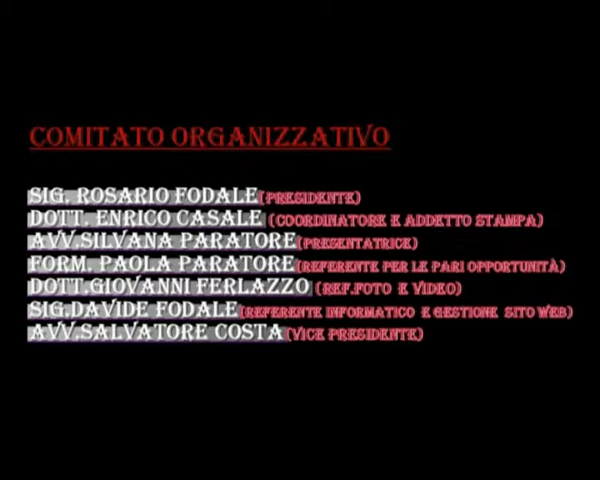 COMITATO ORGANIZZATIVO
SIG. ROSARIO FODALE(PRESIDENTE)
DOTT. ENRICO CASALE (COORDINATORE E ADDETTO STAMPA)
AVV.SILVANA PARATORE(PRESENTATRICE)
FORM. PAOLA PARATORE(REFERENTE PER LE PARI OPPORTUNITÀ)
DOTT.GIOVANNI FERLAZZO (REF.FOTO E VIDEO)
SIG.DAVIDE FODALE(REFERENTE INFORMATICO E GESTIONE SITO WEB)
AVV.SALVATORE COSTA(VICE PRESIDENTE)